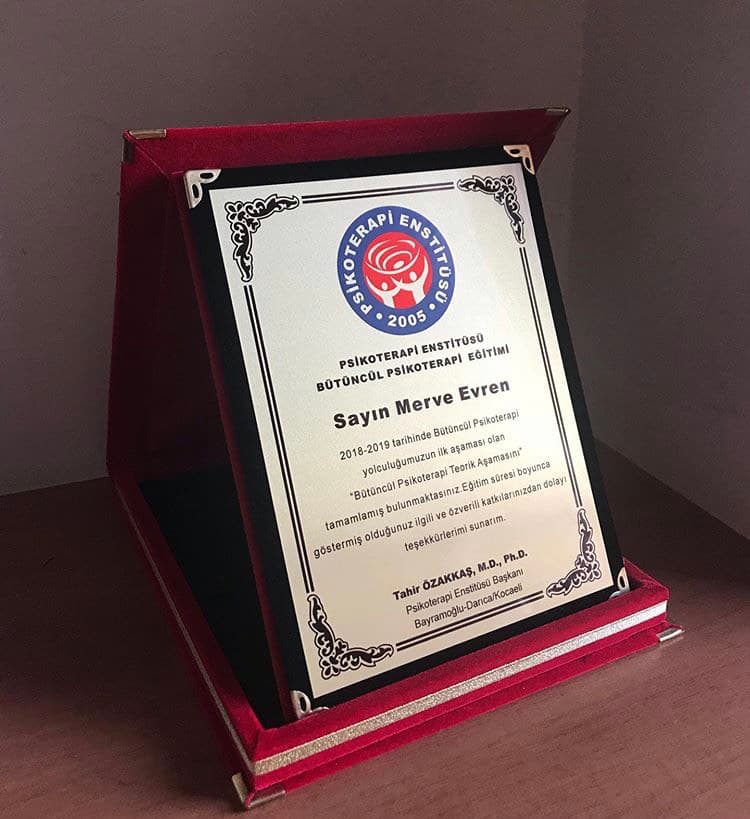 PSİKOTERAPİ ENSTİTÜSÜ
• 2005 •
PSİKOTERAPİ ENSTİTÜSÜ
BÜTÜNCÜL PSİKOTERAPİ EĞİTİMİ
Sayın Merve Evren
2018-2019 tarihinde Bütüncül Psikoterapi
yolculuğumuzun ilk aşaması olan
"Bütüncül Psikoterapi Teorik Aşamasını"
tamamlamış bulunmaktasınız.Eğitim süresi boyunca
göstermiş olduğunuz ilgili ve özverili katkılarınızdan dolayı
teşekkürlerimi sunarım.
Tahir ÖZAKKAŞ, M.D., Ph.D.
Psikoterapi Enstitüsü Başkanı
Bayramoğlu-Darıca/Kocaeli